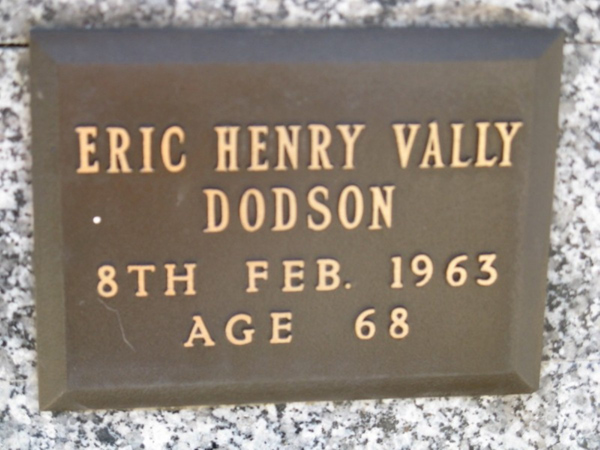 ERIC HENRY VALLY
DODSON
8TH FEB. 1963
AGE 68